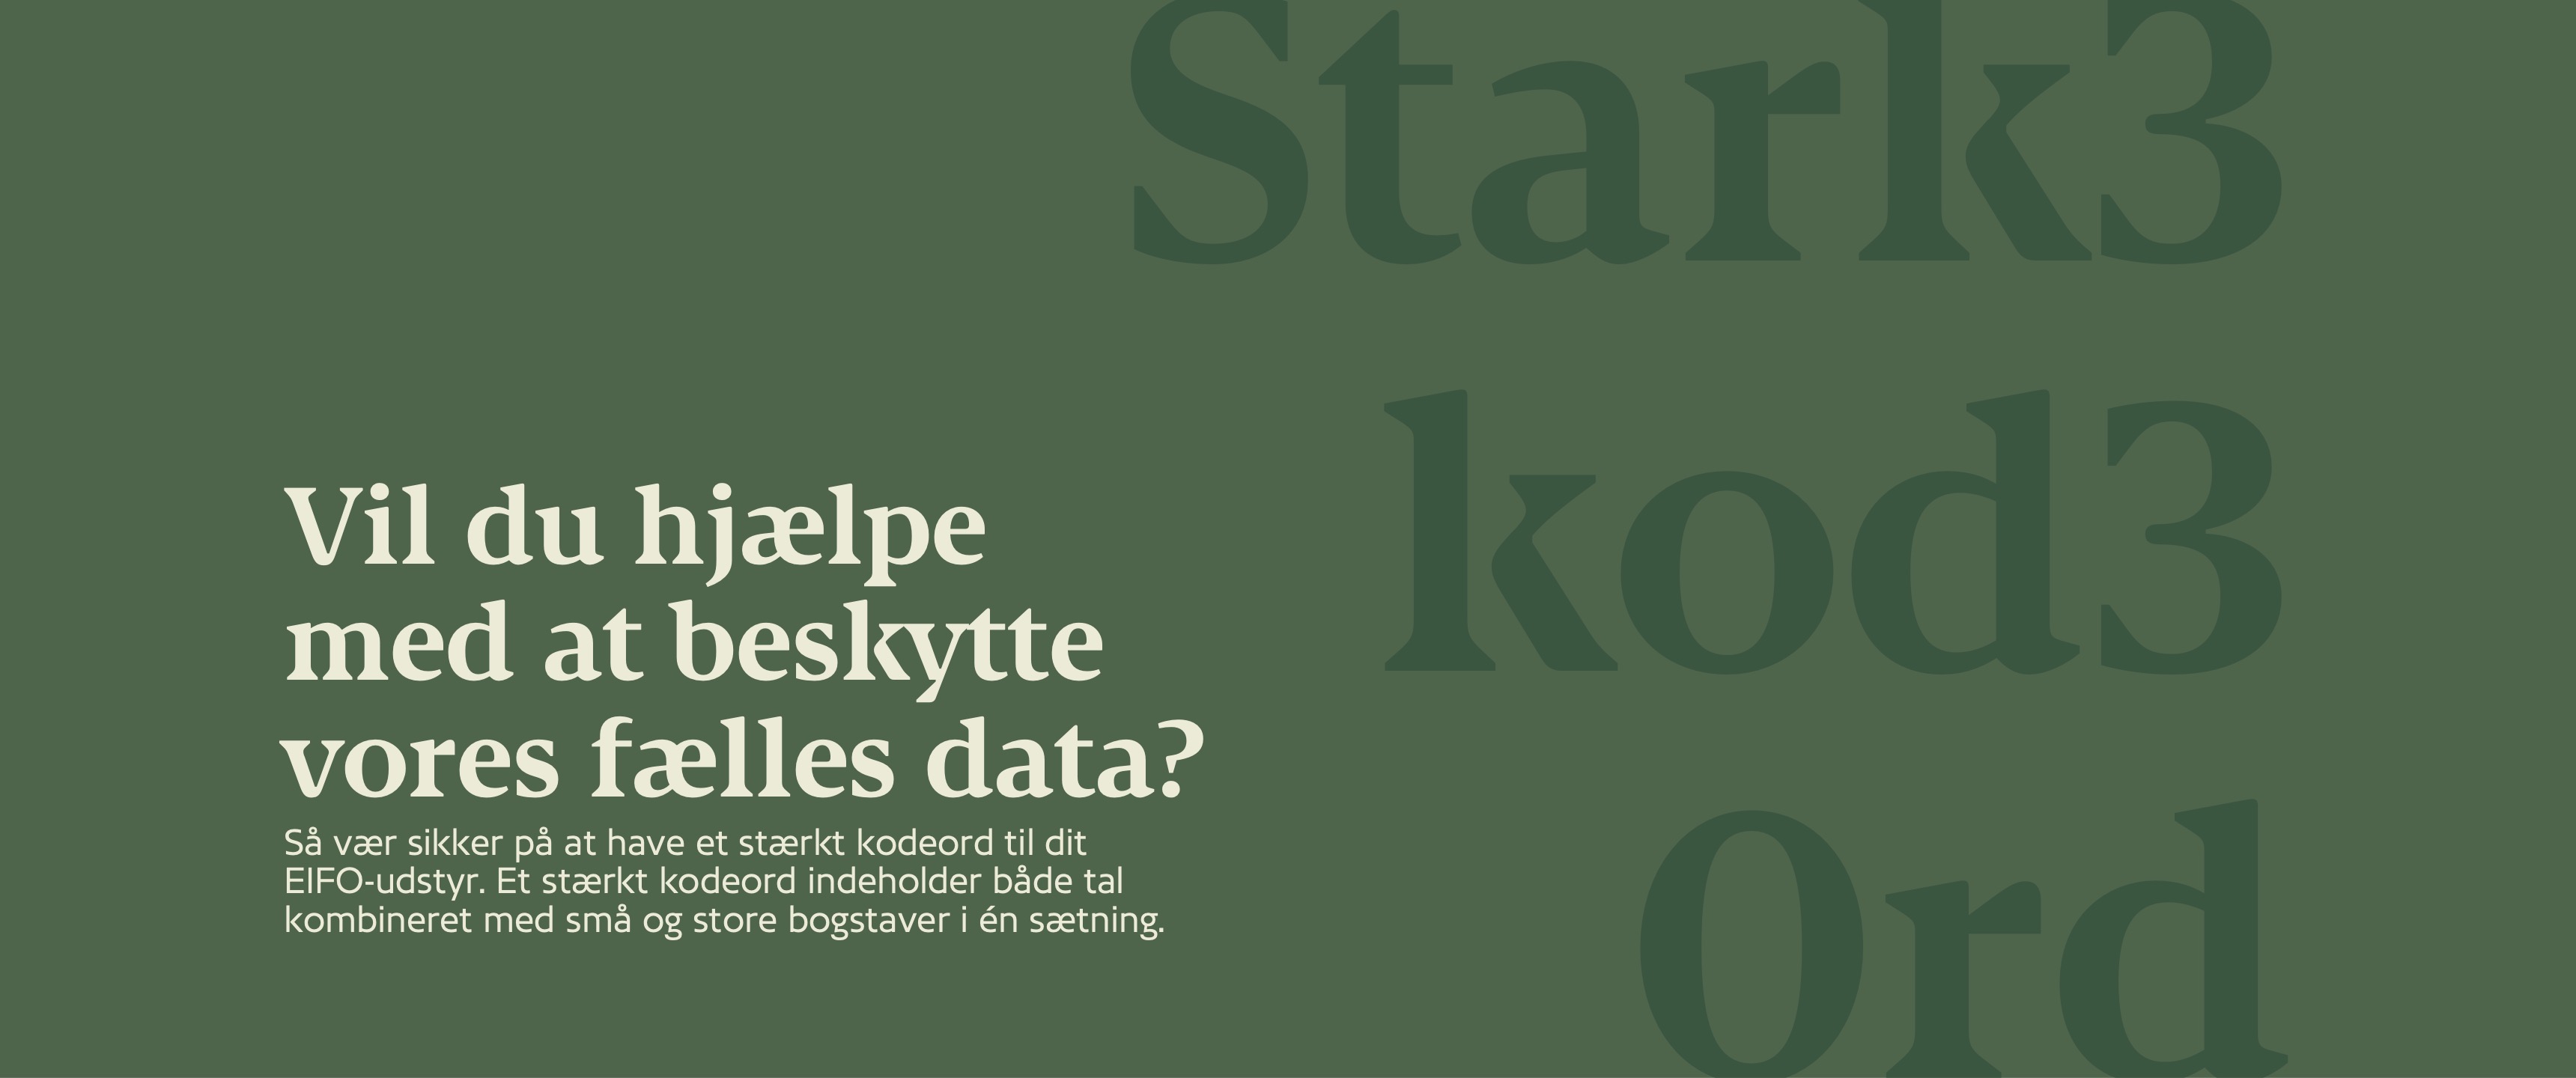 Stark3
kod3
0rd
Vil du hjælpe
med at beskytte
vores fælles data?
Så vær sikker på at have et stærkt kodeord til dit
EIFO-udstyr. Et stærkt kodeord indeholder både tal
kombineret med små og store bogstaver i én sætning.